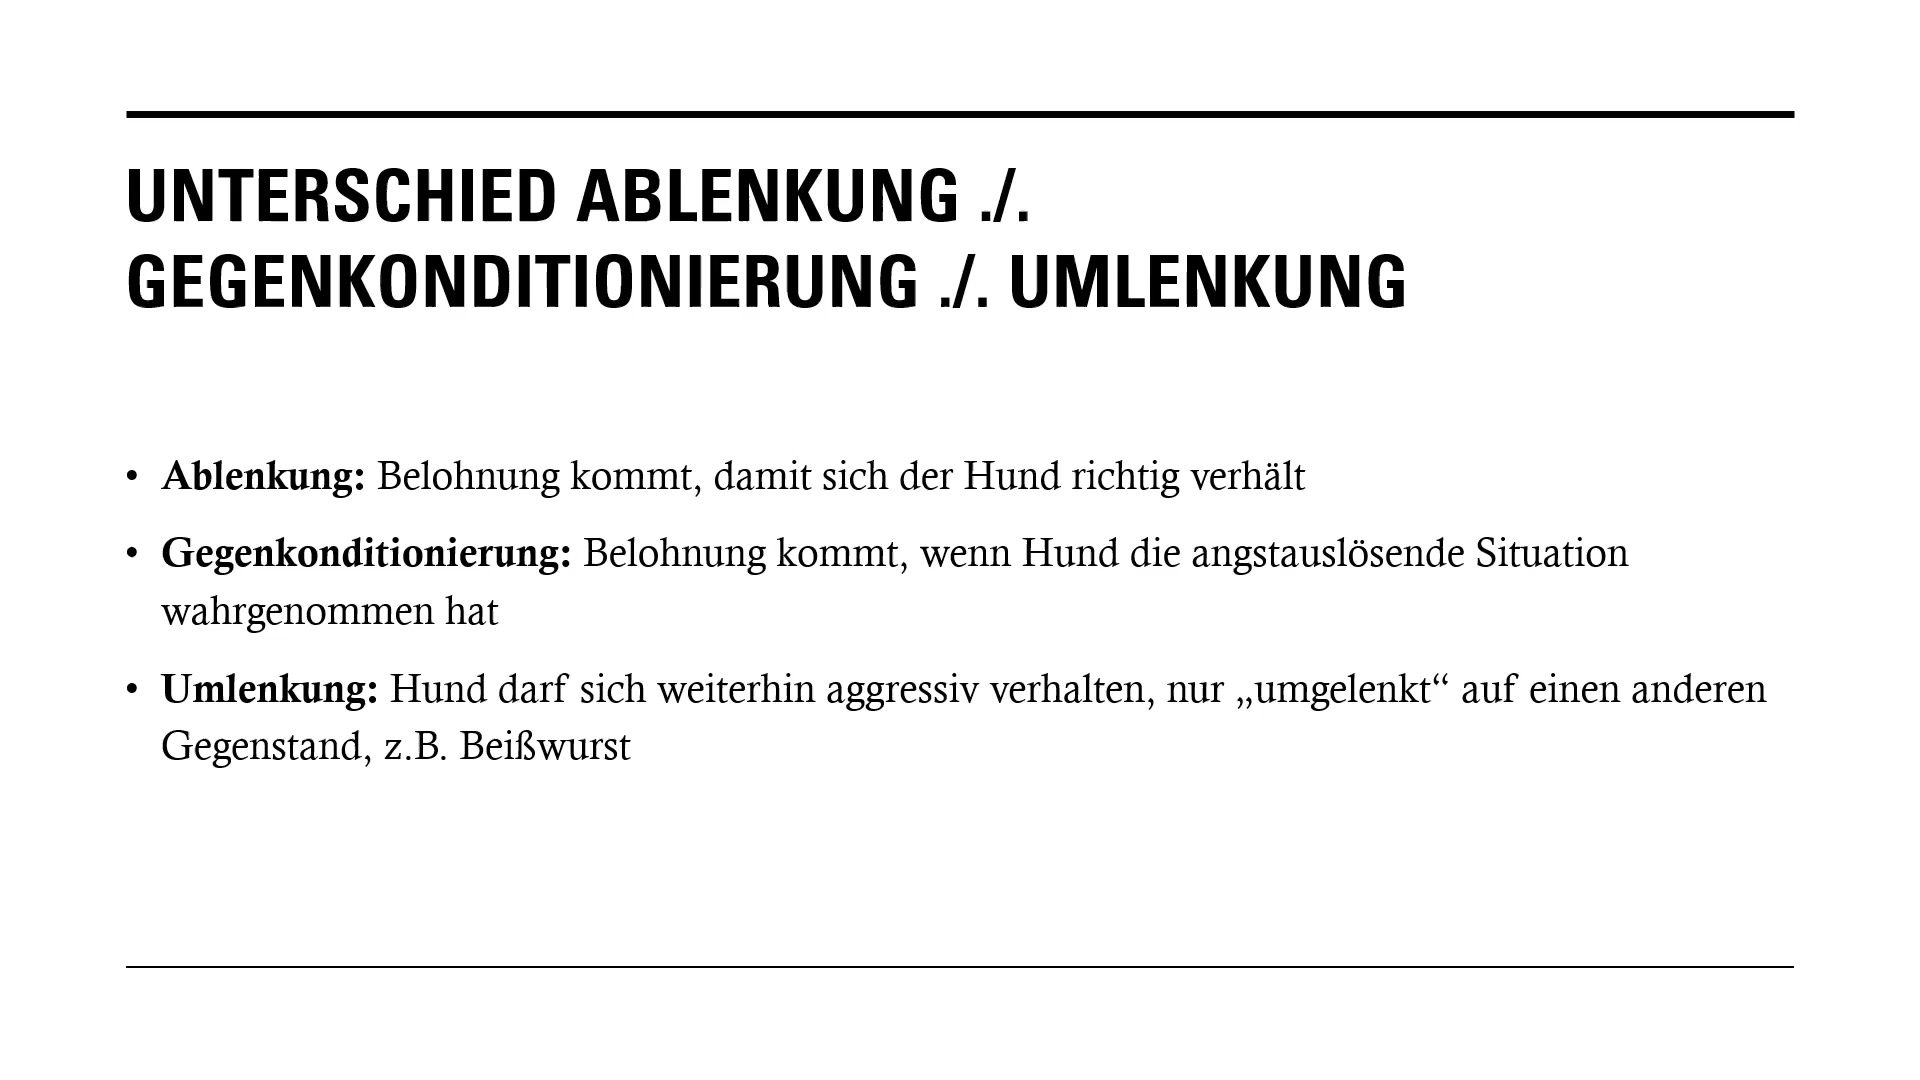 UNTERSCHIED ABLENKUNG ./.
GEGENKONDITIONIERUNG ./. UMLENKUNG
• Ablenkung: Belohnung kommt, damit sich der Hund richtig verhält
• Gegenkonditionierung: Belohnung kommt, wenn Hund die angstauslösende Situation
wahrgenommen hat
• Umlenkung: Hund darf sich weiterhin aggressiv verhalten, nur „umgelenkt“ auf einen anderen
Gegenstand, z.B. Beißwurst